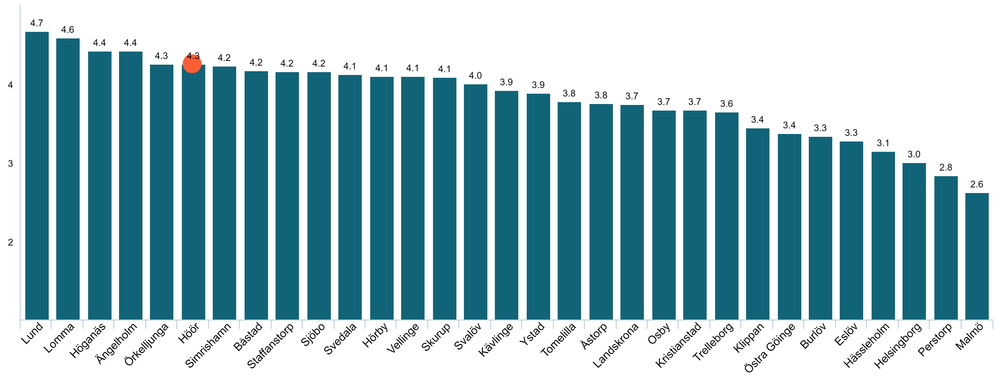 4.7
4.6
4.4
4.4
4.3
4.3
4.2
4.2
4.2
4.2
4.1
4.1
4.1
4.1
4.0
3.9
3.9
3.8
3.8
3.7
3.7
3.7
3.6
3.4
3.4
3.3
3.3
3.1
3.0
2.8
2.6
4
3
2
Lund
Lomma
Höganäs
Ängelholm
Örkelljunga
Höör
Simrishamn
Båstad
Staffanstorp
Sjöbo
Svedala
Hörby
Vellinge
Skurup
Svalöv
Kävlinge
Ystad
Tomelilla
Åstorp
Landskrona
Osby
Kristianstad
Trelleborg
Klippan
Östra Göinge
Burlöv
Eslöv
Hässleholm
Helsingborg
Perstorp
Malmö